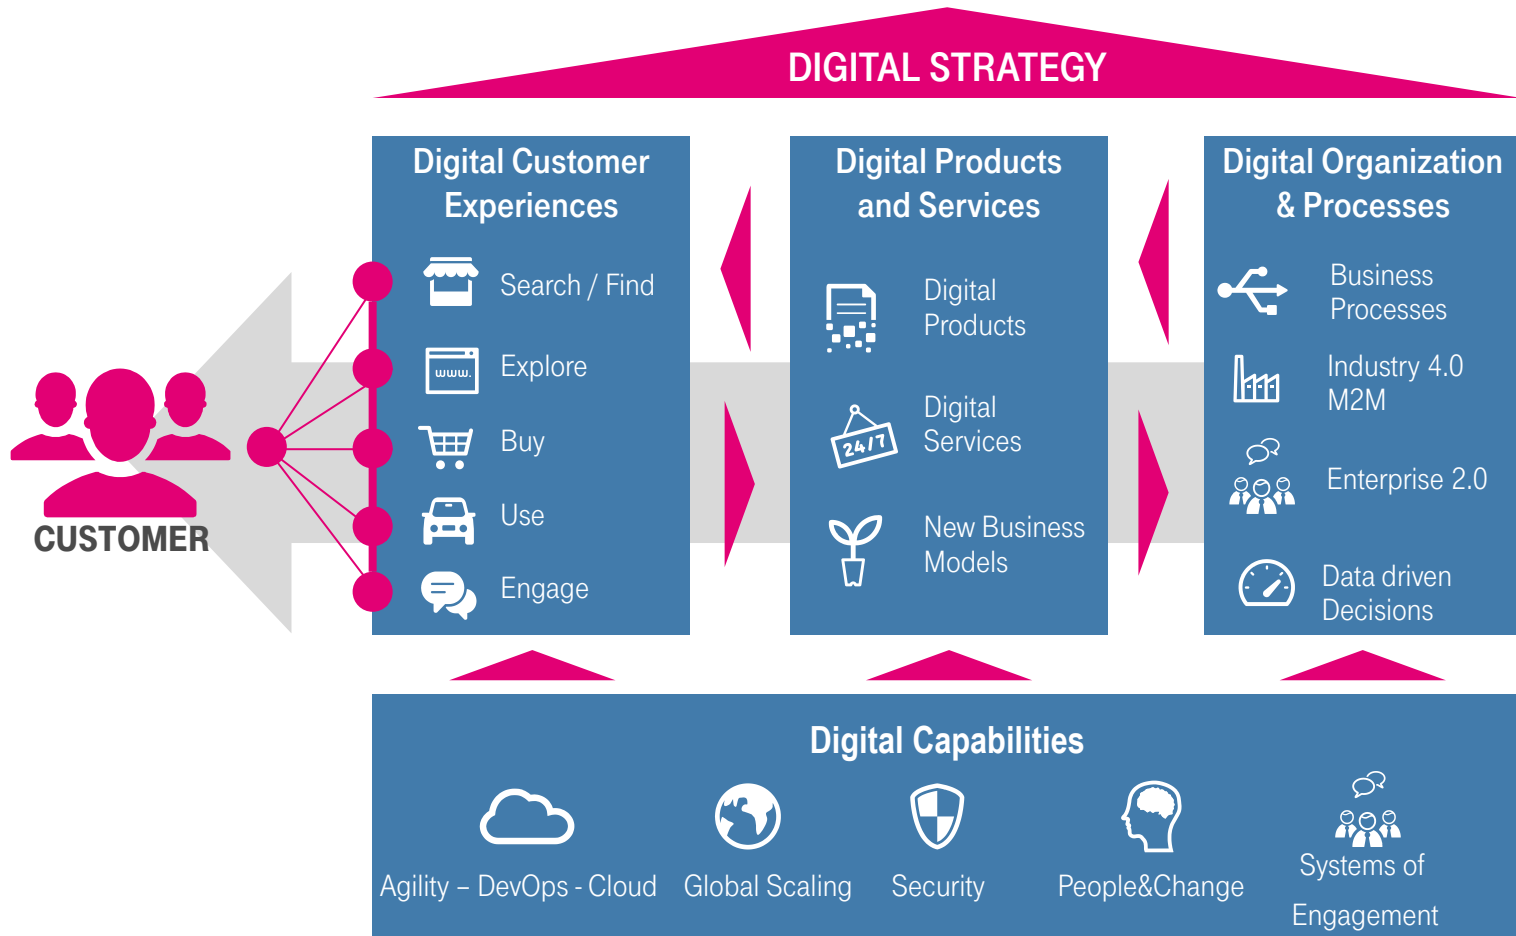 DIGITAL STRATEGY
Digital Customer
Experiences
Search / Find
Explore
www.
Buy
Use
Engage
Digital Products
and Services
Digital
Products
Digital
Services
24/7
New Business
Models
Digital Organization
& Processes
Business
Processes
Industry 4.0
M2M
Enterprise 2.0
Data driven
Decisions
CUSTOMER
Digital Capabilities
Agility – DevOps - Cloud
Global Scaling
Security
People&Change
Systems of
Engagement